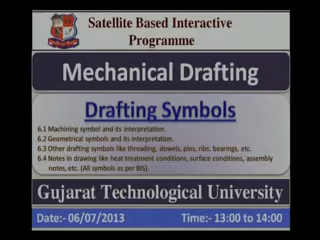 Satellite Based Interactive
Programme
Mechanical Drafting
Drafting Symbols
6.1 Machining symbol and its interpretation.
6.2 Geometrical symbols and its interpretation.
6.3 Other drafting symbols like threading, dowels, pins, ribs, bearings, etc.
6.4 Notes in drawing like heat treatment conditions, surface conditions, assembly
notes, etc. (All symbols as per BIS).
Gujarat Technological University
Date:- 06/07/2013 Time:- 13:00 to 14:00